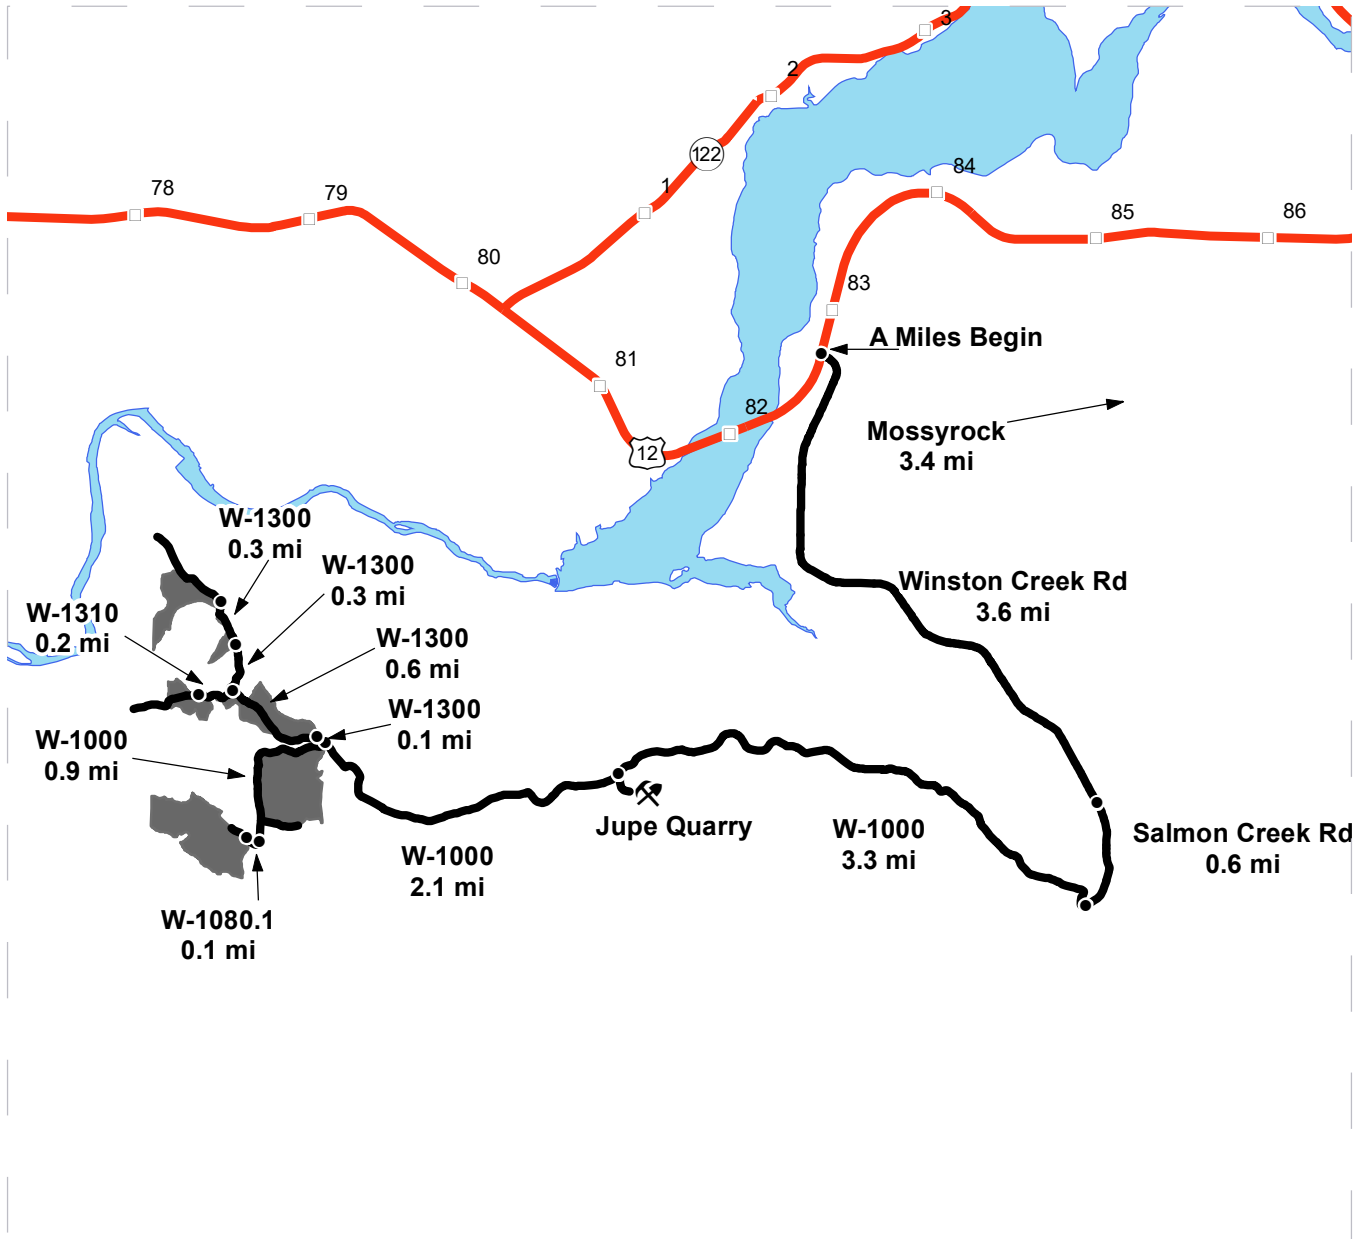 3
2
122
1
84
78
79
85
86
80
83
A Miles Begin
81
82
12
Mossyrock
3.4 mi
W-1300
0.3 mi
W-1300
0.3 mi
Winston Creek Rd
3.6 mi
W-1310
0.2 mi
W-1300
0.6 mi
W-1300
0.1 mi
W-1000
0.9 mi
Jupe Quarry
W-1000
3.3 mi
Salmon Creek Rd
0.6 mi
W-1000
2.1 mi
W-1080.1
0.1 mi